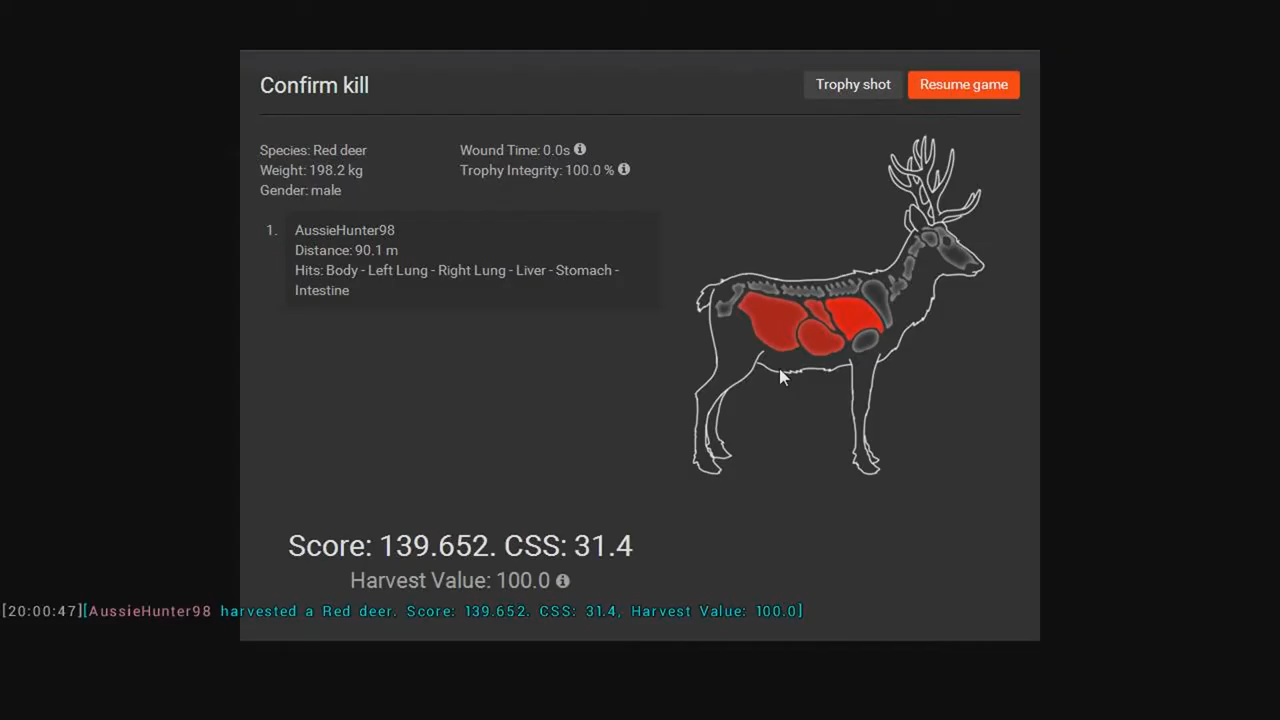 Confirm kill
Trophy shot
Resume game
Species: Red deer
Weight: 198.2 kg
Gender: male
Wound Time: 0.0s
Trophy Integrity: 100.0 %
1.
AussieHunter98
Distance: 90.1 m
Hits: Body - Left Lung - Right Lung - Liver - Stomach -
Intestine
Score: 139.652. CSS: 31.4
Harvest Value: 100.0
[20:00:47][AussieHunter98 harvested a Red deer. Score: 139.652. CSS: 31.4, Harvest Value: 100.0]